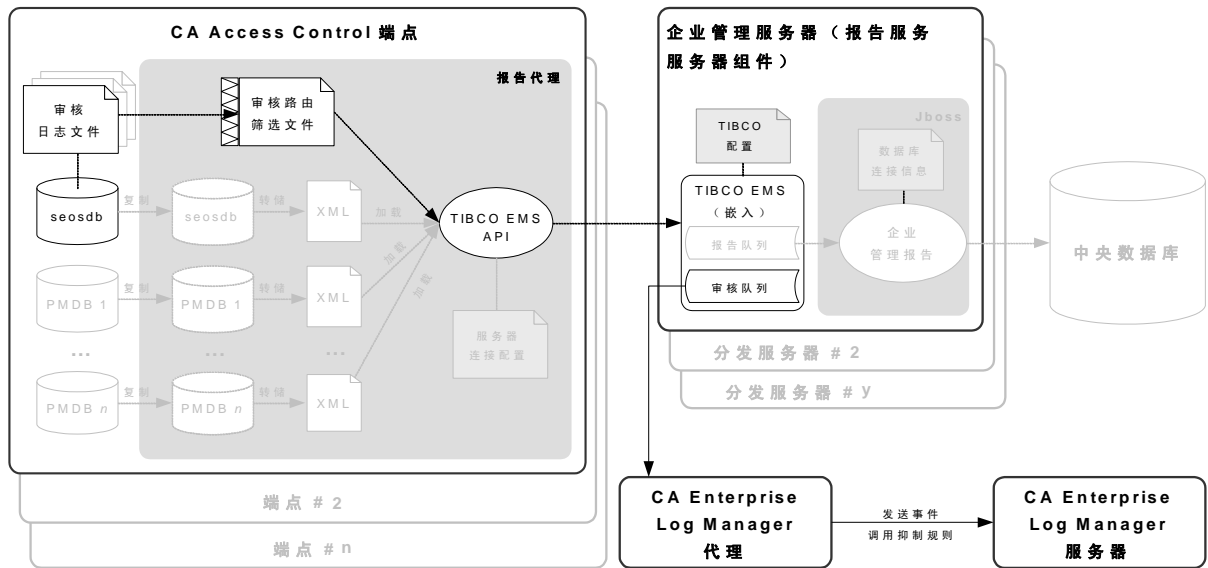 CA Access Control 端点
报告代理
审核
日志文件
审核路由
筛选文件
seosdb
复制
seosdb
转储
XML
加载
TIBCO EMS
API
PMDB 1
复制
PMDB 1
转储
XML
加载
...
...
...
PMDB n
复制
PMDB n
转储
XML
加载
服务器
连接配置
端点 # 2
端点 # n
企业管理服务器（报告服务
服务器组件）
TIBCO
配置
TIBCO EMS
（嵌入）
报告队列
审核队列
Jboss
数据库
连接信息
企业
管理报告
分发服务器 # 2
分发服务器 # y
中央数据库
CA Enterprise
Log Manager
代理
发送事件
调用抑制规则
CA Enterprise
Log Manager
服务器